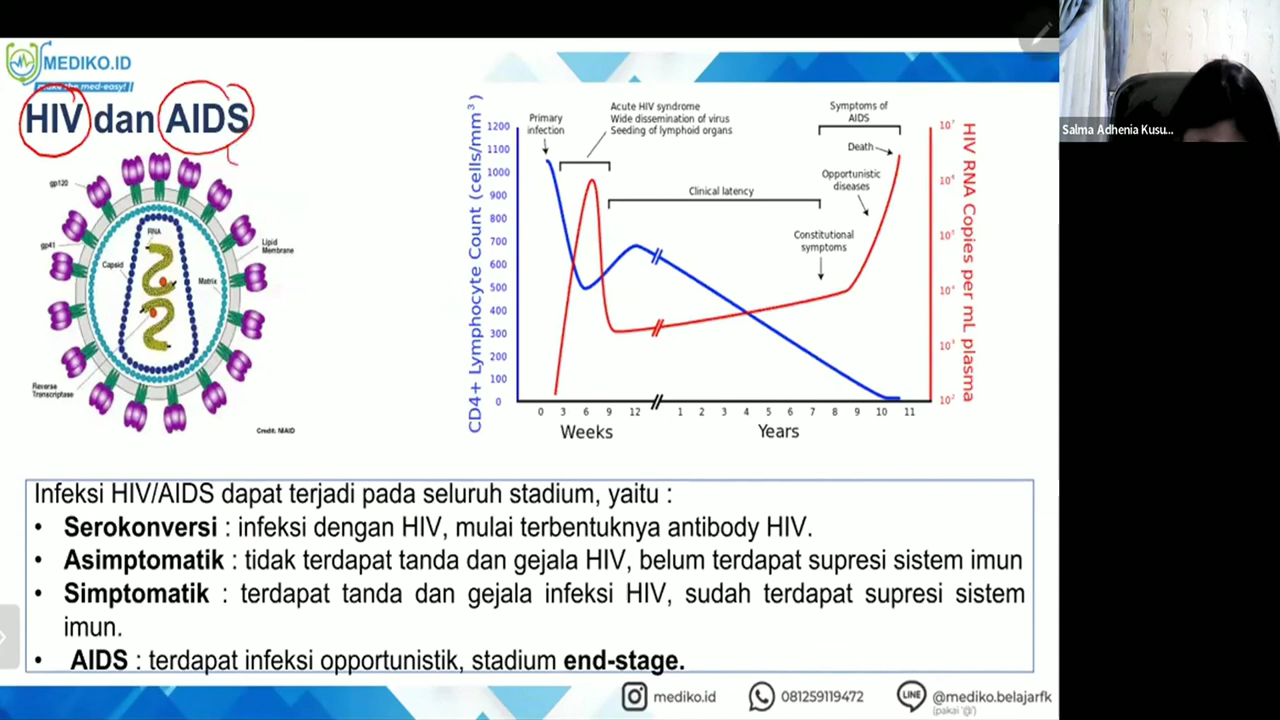 MEDIKO.ID
make the med-easy!
HIV dan AIDS
gp120
gp41
RNA
Capsid
Matrix
Lipid
Membrane
Reverse
Transcriptase
Credit: NIAID
CD4+ Lymphocyte Count (cells/mm³)
1200
1100
1000
900
800
700
600
500
400
300
200
100
0
Primary
infection
Acute HIV syndrome
Wide dissemination of virus
Seeding of lymphoid organs
Clinical latency
Symptoms of
AIDS
Death
Opportunistic
diseases
Constitutional
symptoms
10⁷
10⁶
10⁵
10⁴
10³
10²
HIV RNA Copies per mL plasma
0 3 6 9 12 1 2 3 4 5 6 7 8 9 10 11
Weeks Years
Infeksi HIV/AIDS dapat terjadi pada seluruh stadium, yaitu :
• Serokonversi : infeksi dengan HIV, mulai terbentuknya antibody HIV.
• Asimptomatik : tidak terdapat tanda dan gejala HIV, belum terdapat supresi sistem imun
• Simptomatik : terdapat tanda dan gejala infeksi HIV, sudah terdapat supresi sistem
imun.
• AIDS : terdapat infeksi opportunistik, stadium end-stage.
mediko.id
081259119472
LINE
@mediko.belajarfk
(pakai '@')
Salma Adhenia Kusu...